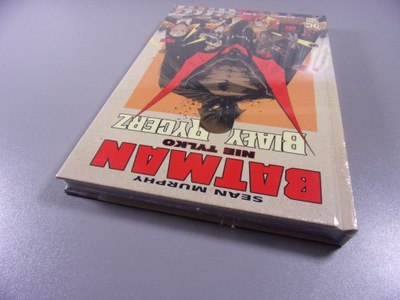 SEAN MURPHY
BATMAN
NIE TYLKO
BIAŁY RYCERZ